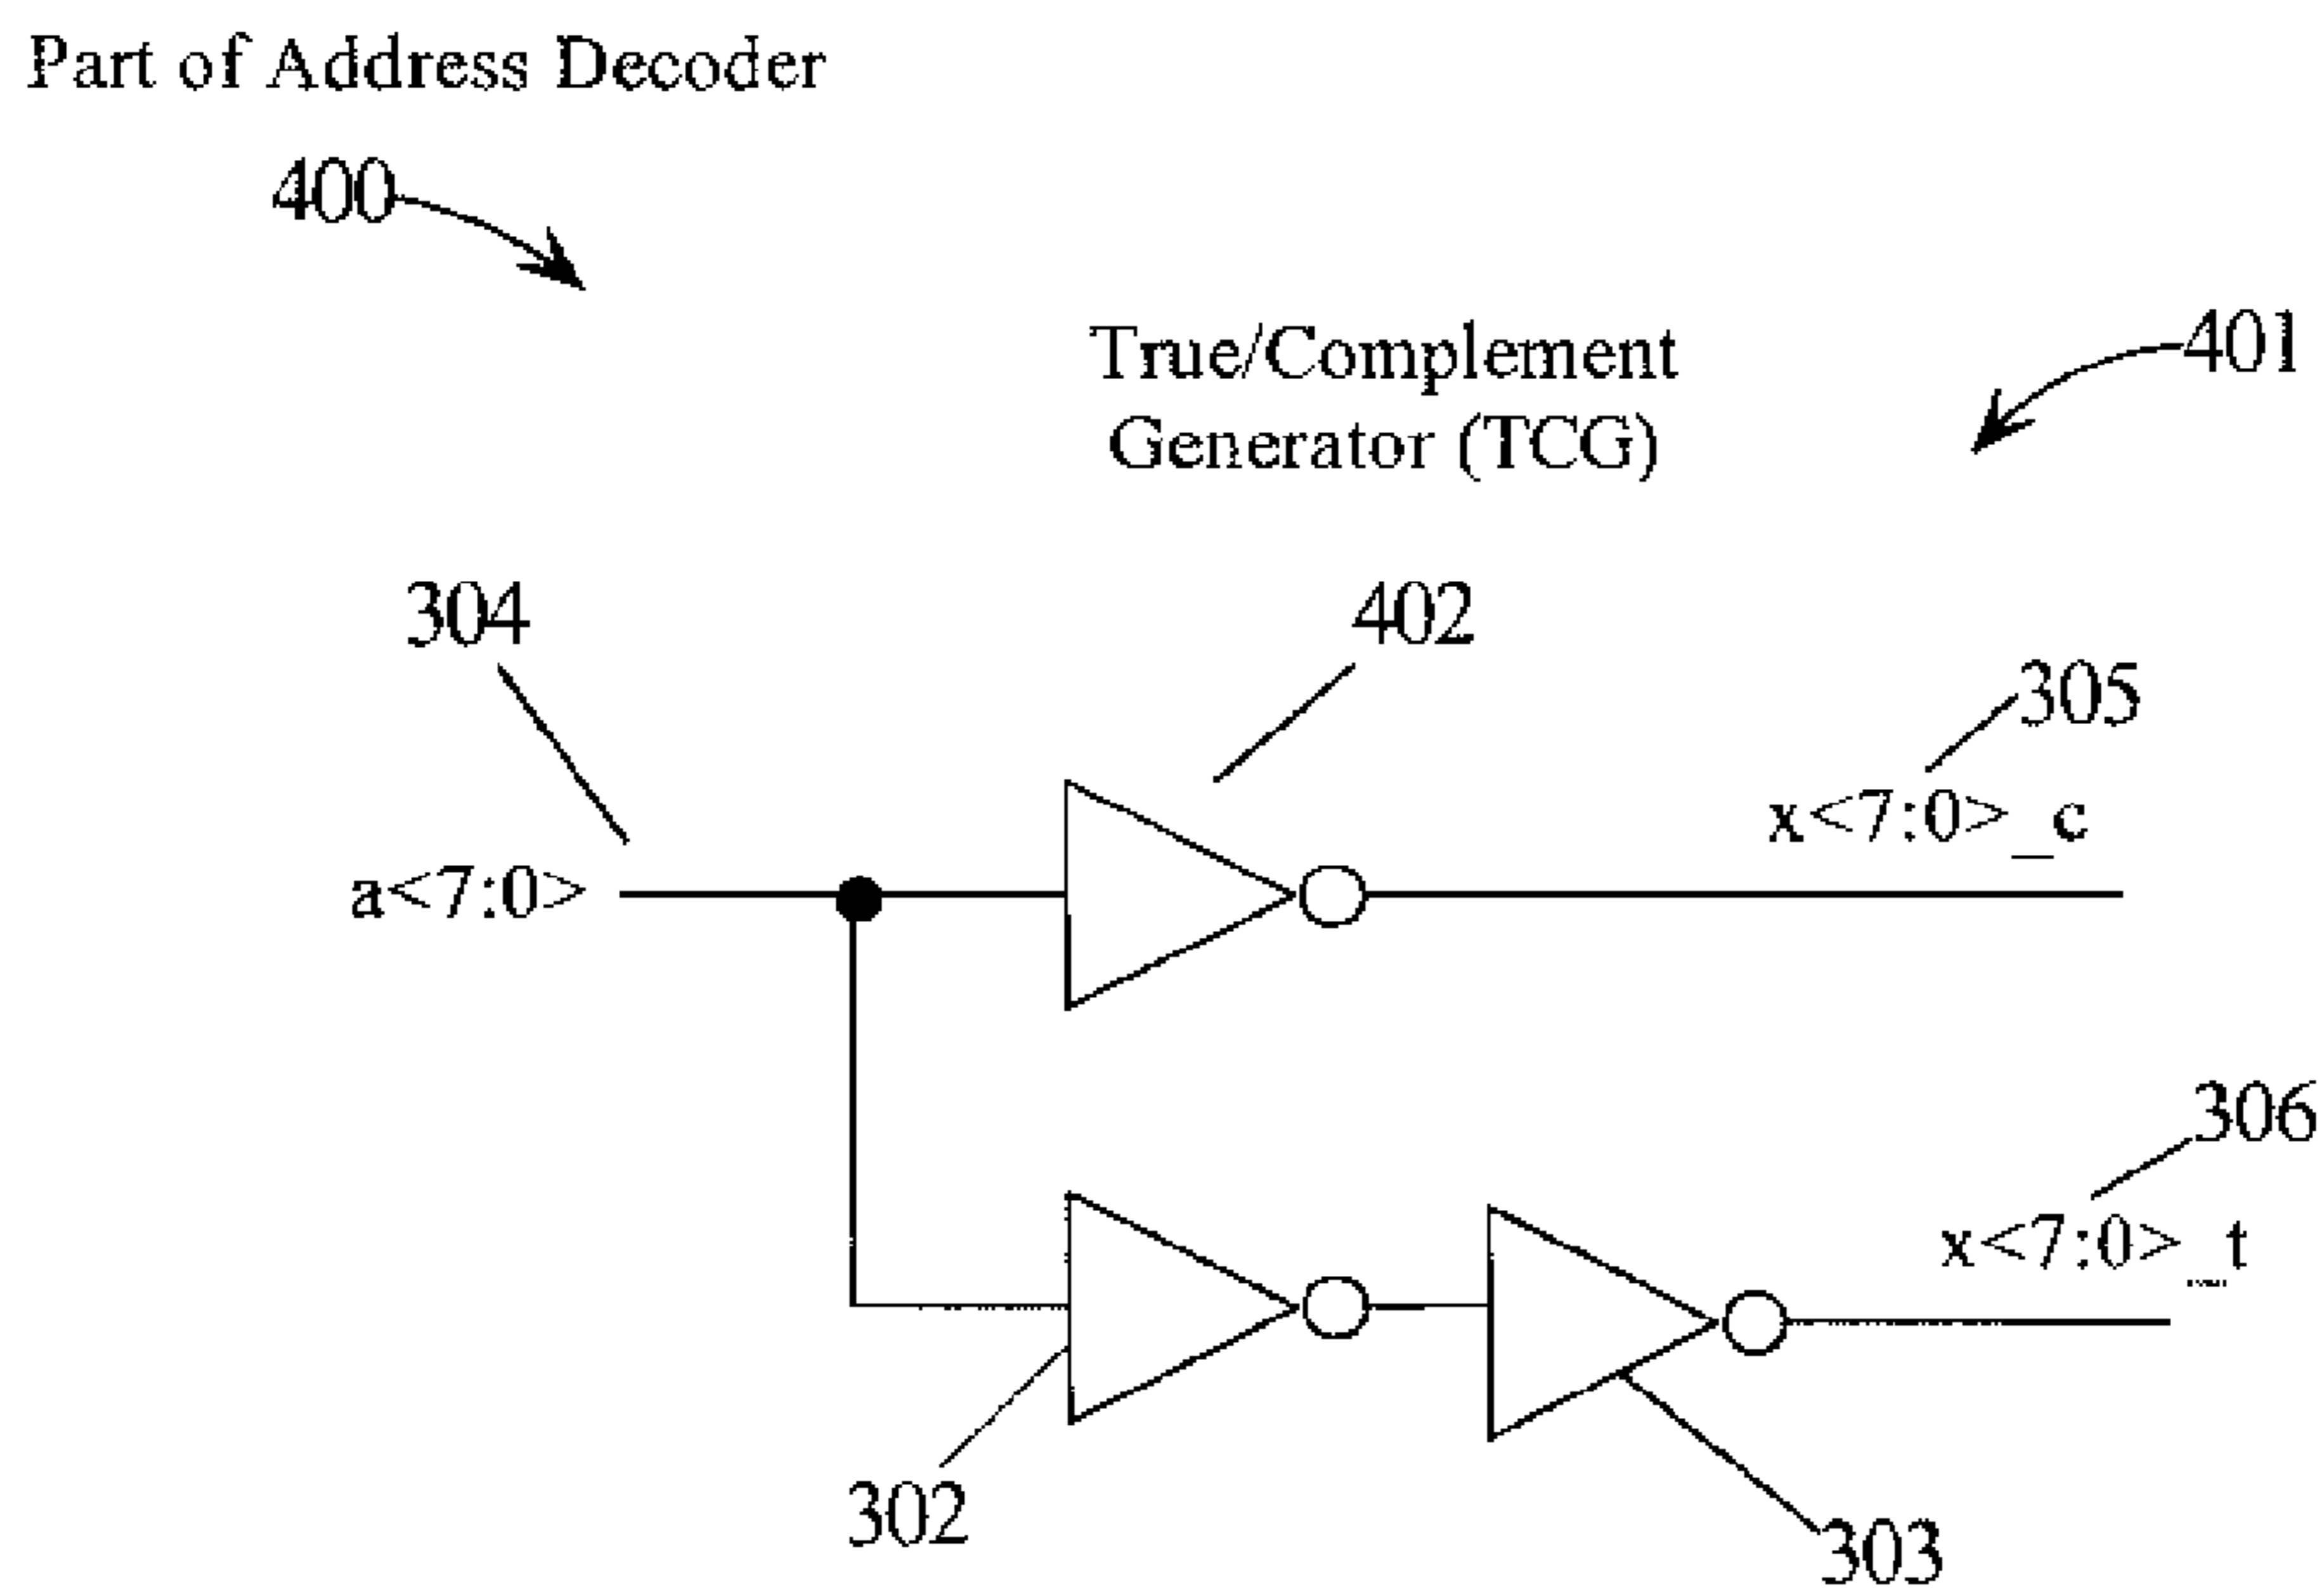 Part of Address Decoder
400
True/Complement
Generator (TCG)
401
304
402
305
x<7:0>_c
a<7:0>
306
x<7:0>_t
302
303